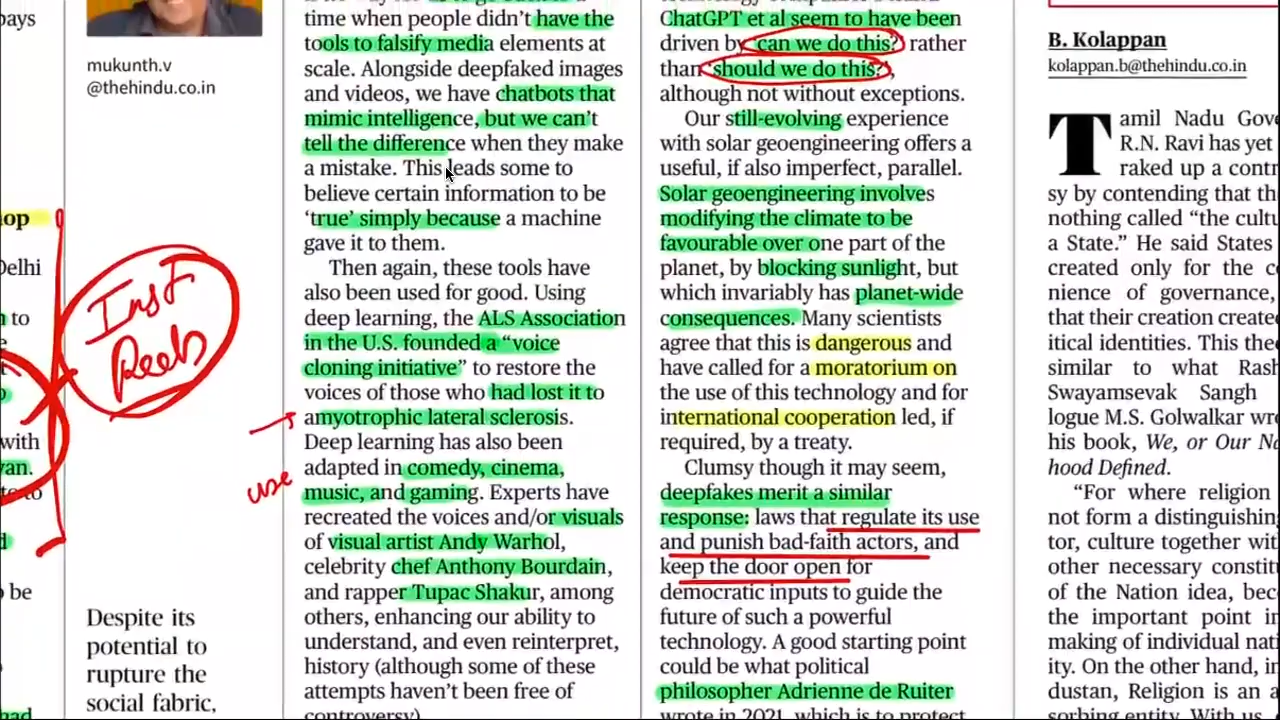 pays
op
Delhi
to
e
with
van.
te to
d
be
had
mukunth.v
@thehindu.co.in
Inst
Reels
use
Despite its
potential to
rupture the
social fabric,
time when people didn't have the
tools to falsify media elements at
scale. Alongside deepfaked images
and videos, we have chatbots that
mimic intelligence, but we can't
tell the difference when they make
a mistake. This leads some to
believe certain information to be
'true' simply because a machine
gave it to them.
Then again, these tools have
also been used for good. Using
deep learning, the ALS Association
in the U.S. founded a "voice
cloning initiative" to restore the
voices of those who had lost it to
amyotrophic lateral sclerosis.
Deep learning has also been
adapted in comedy, cinema,
music, and gaming. Experts have
recreated the voices and/or visuals
of visual artist Andy Warhol,
celebrity chef Anthony Bourdain,
and rapper Tupac Shakur, among
others, enhancing our ability to
understand, and even reinterpret,
history (although some of these
attempts haven't been free of
controversy).
ChatGPT et al seem to have been
driven by 'can we do this?' rather
than 'should we do this?',
although not without exceptions.
Our still-evolving experience
with solar geoengineering offers a
useful, if also imperfect, parallel.
Solar geoengineering involves
modifying the climate to be
favourable over one part of the
planet, by blocking sunlight, but
which invariably has planet-wide
consequences. Many scientists
agree that this is dangerous and
have called for a moratorium on
the use of this technology and for
international cooperation led, if
required, by a treaty.
Clumsy though it may seem,
deepfakes merit a similar
response: laws that regulate its use
and punish bad-faith actors, and
keep the door open for
democratic inputs to guide the
future of such a powerful
technology. A good starting point
could be what political
philosopher Adrienne de Ruiter
wrote in 2021, which is to protect
B. Kolappan
kolappan.b@thehindu.co.in
Tamil Nadu Gove
R.N. Ravi has yet
raked up a contr
sy by contending that th
nothing called "the cultu
a State." He said States
created only for the co
nience of governance,
that their creation create
itical identities. This the
similar to what Rash
Swayamsevak Sangh
logue M.S. Golwalkar wro
his book, We, or Our Na
hood Defined.
"For where religion
not form a distinguishin
tor, culture together wit
other necessary constit
of the Nation idea, bec
the important point in
making of individual nat
ity. On the other hand, in
dustan, Religion is an a
sorbing entity. With us